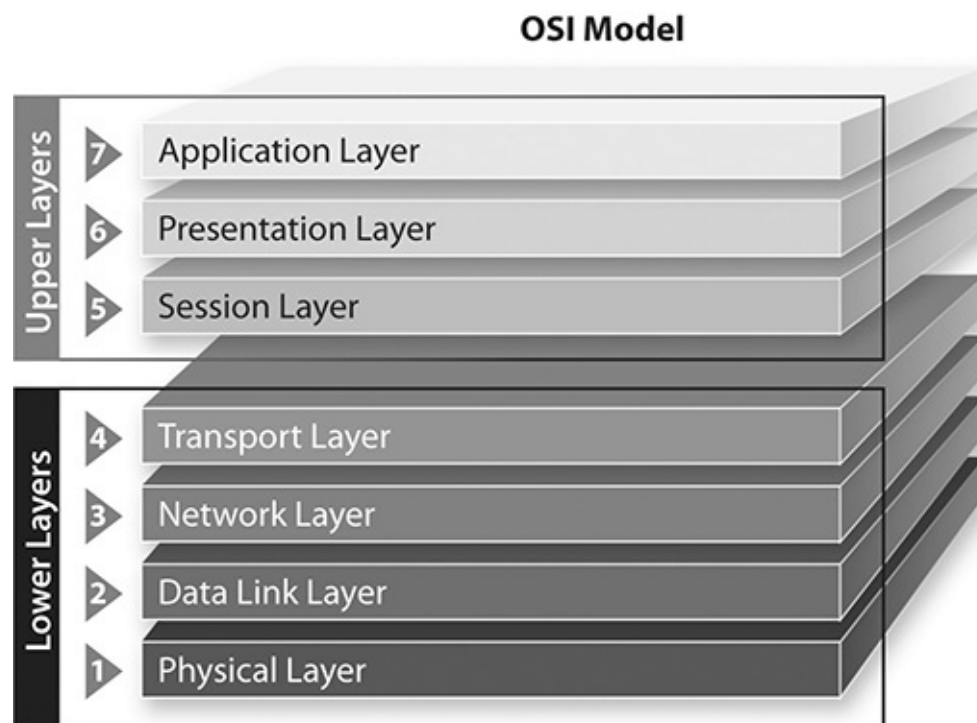 OSI Model
Upper Layers
7 Application Layer
6 Presentation Layer
5 Session Layer
Lower Layers
4 Transport Layer
3 Network Layer
2 Data Link Layer
1 Physical Layer